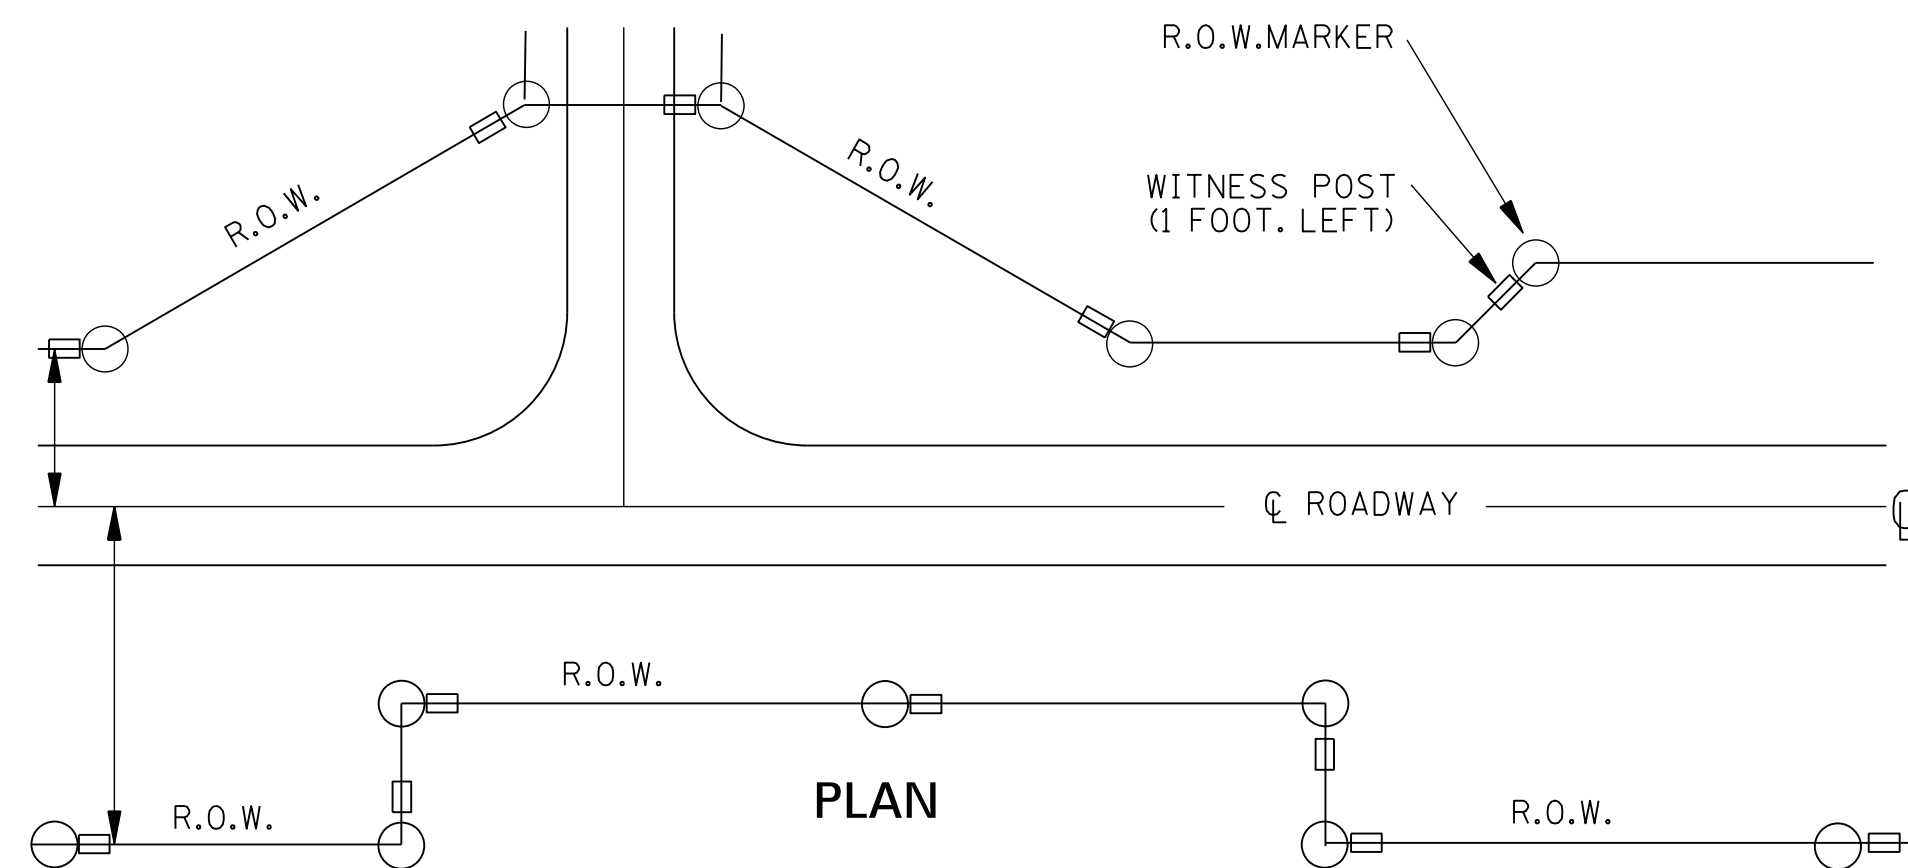 R.O.W.MARKER
R.O.W.
R.O.W.
WITNESS POST
(1 FOOT. LEFT)
℄ ROADWAY
℄
R.O.W.
PLAN
R.O.W.
R.O.W.